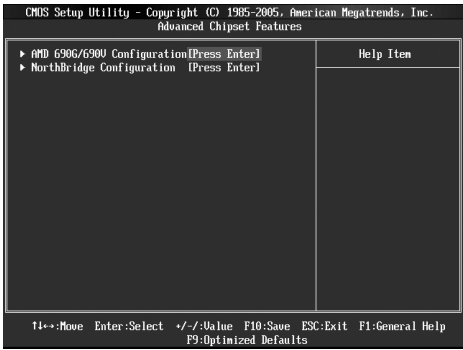 CMOS Setup Utility - Copyright (C) 1985-2005, American Megatrends, Inc.
Advanced Chipset Features
▶ AMD 690G/690V Configuration[Press Enter]
Help Item
▶ NorthBridge Configuration [Press Enter]
↑↓↔:Move Enter:Select +/-/:Value F10:Save ESC:Exit F1:General Help
F9:Optimized Defaults